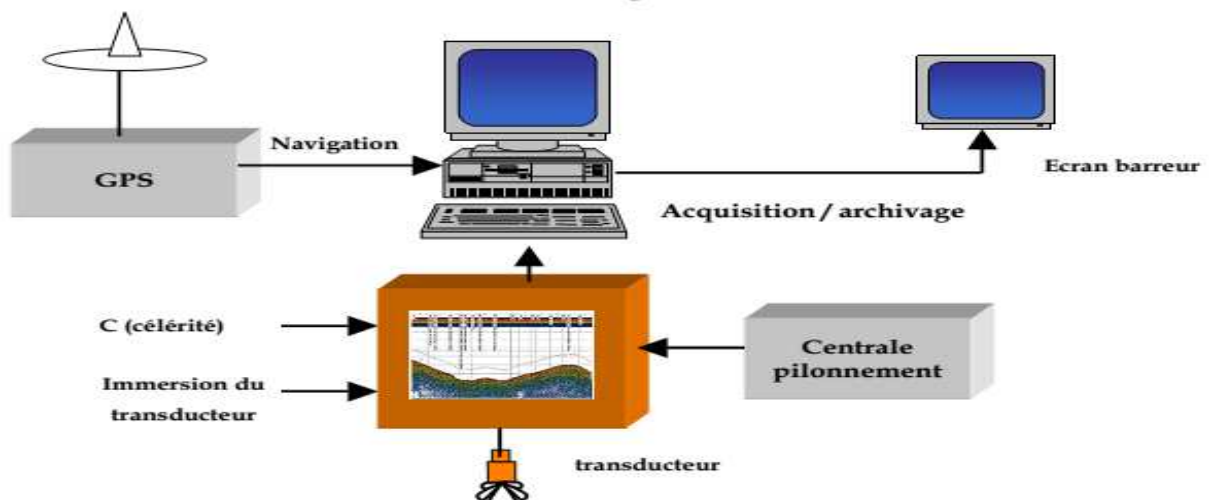 Navigation
GPS
Ecran barreur
Acquisition / archivage
C (célérité)
Immersion du
transducteur
Centrale
pilonnement
transducteur